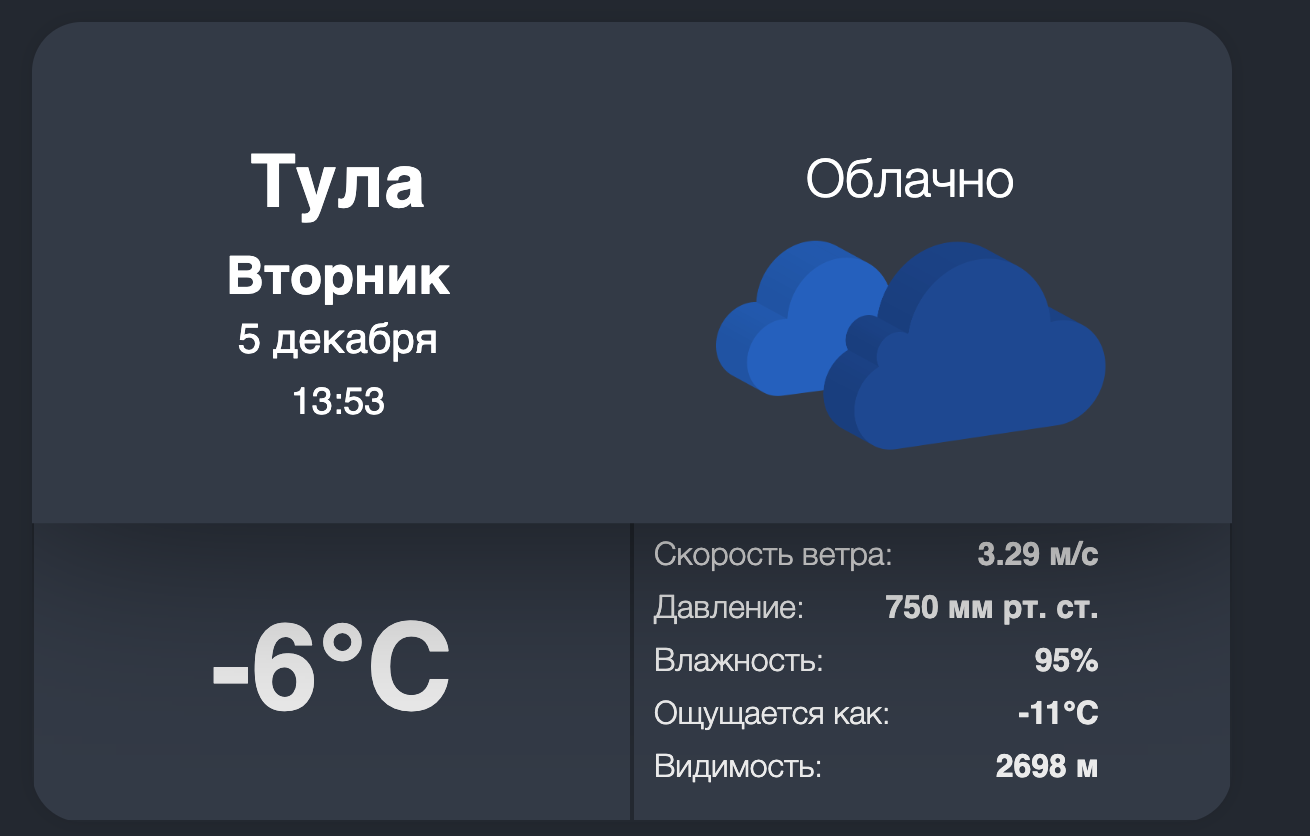 Тула
Вторник
5 декабря
13:53
Облачно
-6°C
Скорость ветра: 3.29 м/с
Давление: 750 мм рт. ст.
Влажность: 95%
Ощущается как: -11°C
Видимость: 2698 м